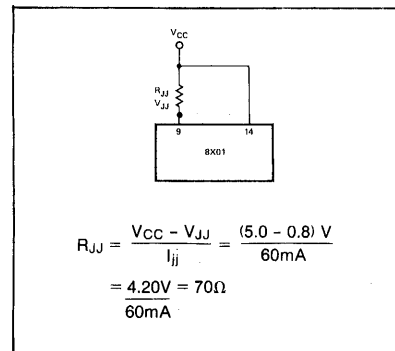 VCC
RJJ
VJJ
9 14
8X01
RJJ = VCC − VJJ / Ijj = (5.0 - 0.8) V / 60mA
= 4.20V / 60mA = 70Ω